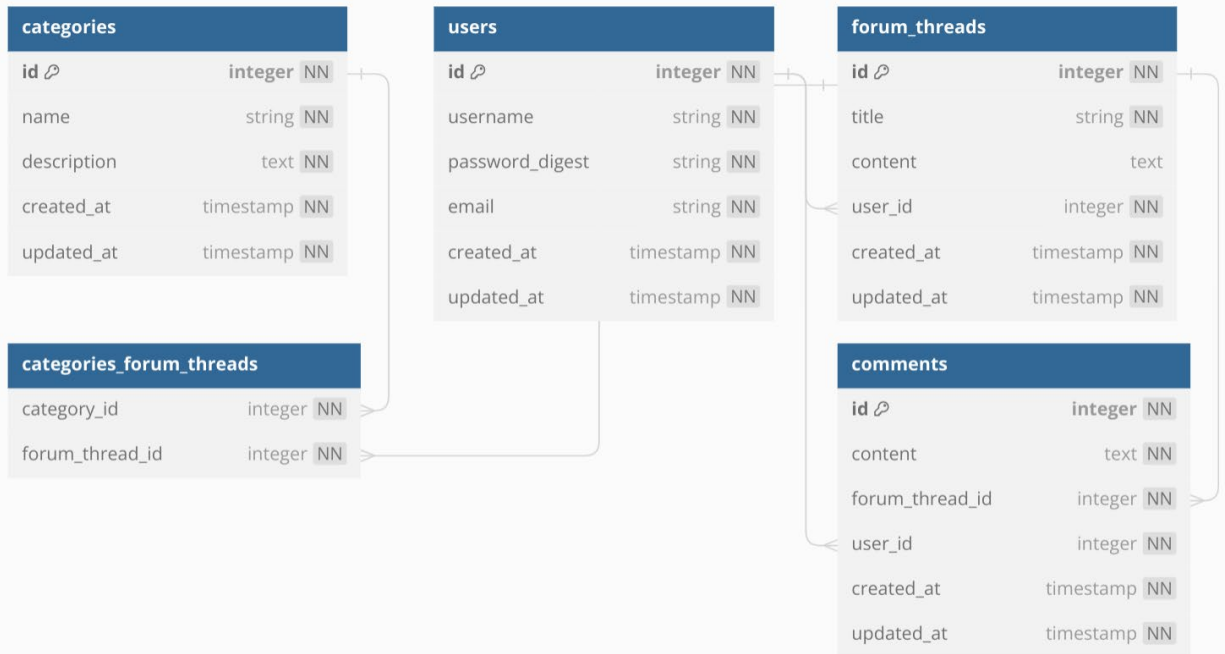 categories
id integer NN
name string NN
description text NN
created_at timestamp NN
updated_at timestamp NN
users
id integer NN
username string NN
password_digest string NN
email string NN
created_at timestamp NN
updated_at timestamp NN
forum_threads
id integer NN
title string NN
content text
user_id integer NN
created_at timestamp NN
updated_at timestamp NN
categories_forum_threads
category_id integer NN
forum_thread_id integer NN
comments
id integer NN
content text NN
forum_thread_id integer NN
user_id integer NN
created_at timestamp NN
updated_at timestamp NN